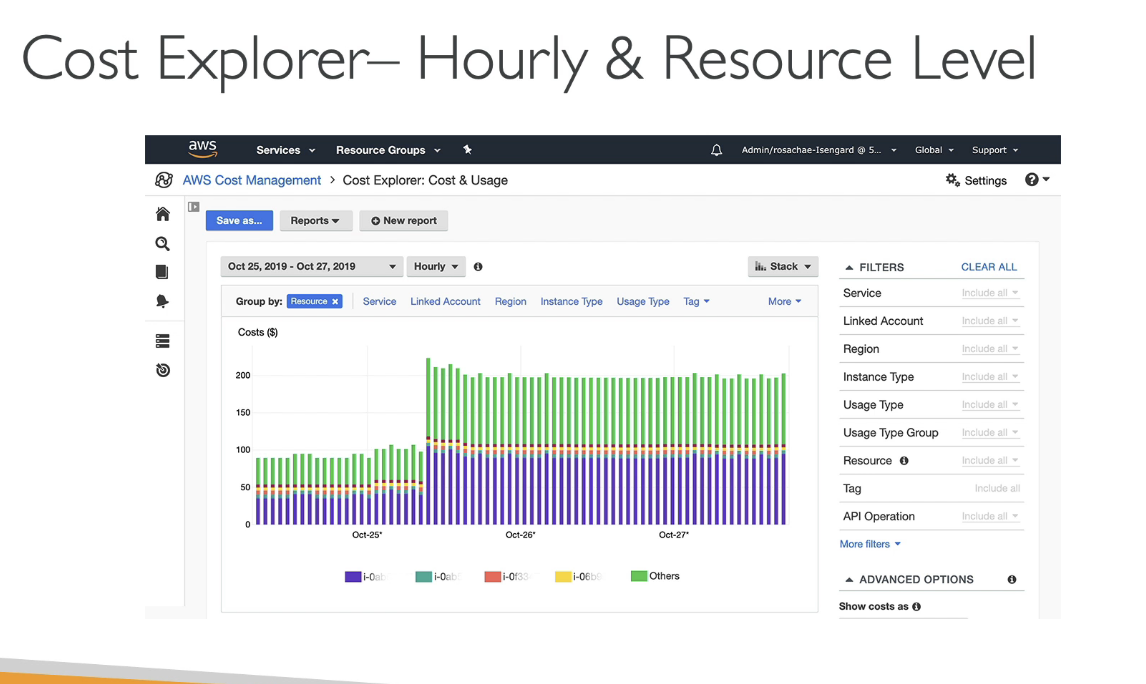 Cost Explorer– Hourly & Resource Level
aws
Services
Resource Groups
Admin/rosachae-Isengard @ 5...
Global
Support
AWS Cost Management > Cost Explorer: Cost & Usage
Settings
Save as...
Reports
New report
Oct 25, 2019 - Oct 27, 2019
Hourly
Stack
Group by: Resource × Service Linked Account Region Instance Type Usage Type Tag More
Costs ($)
200
150
100
50
0
Oct-25*
Oct-26*
Oct-27*
i-0ab
i-0ab
i-0f33
i-06b
Others
FILTERS CLEAR ALL
Service Include all
Linked Account Include all
Region Include all
Instance Type Include all
Usage Type Include all
Usage Type Group Include all
Resource Include all
Tag Include all
API Operation Include all
More filters
ADVANCED OPTIONS
Show costs as